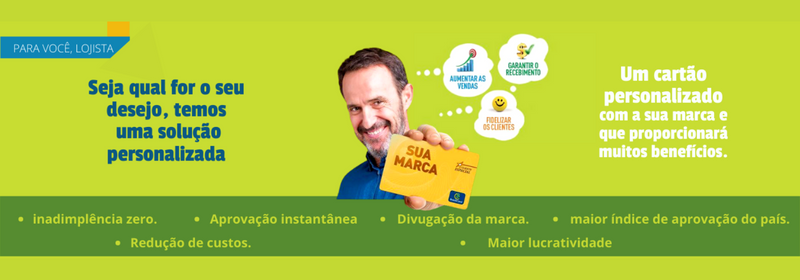 PARA VOCÊ, LOJISTA
Seja qual for o seu
desejo, temos
uma solução
personalizada
AUMENTAR AS
VENDAS
GARANTIR O
RECEBIMENTO
FIDELIZAR
OS CLIENTES
SUA
MARCA
Um cartão
personalizado
com a sua marca e
que proporcionará
muitos benefícios.
• inadimplência zero. • Aprovação instantânea • Divugação da marca. • maior índice de aprovação do país.
• Redução de custos. • Maior lucratividade